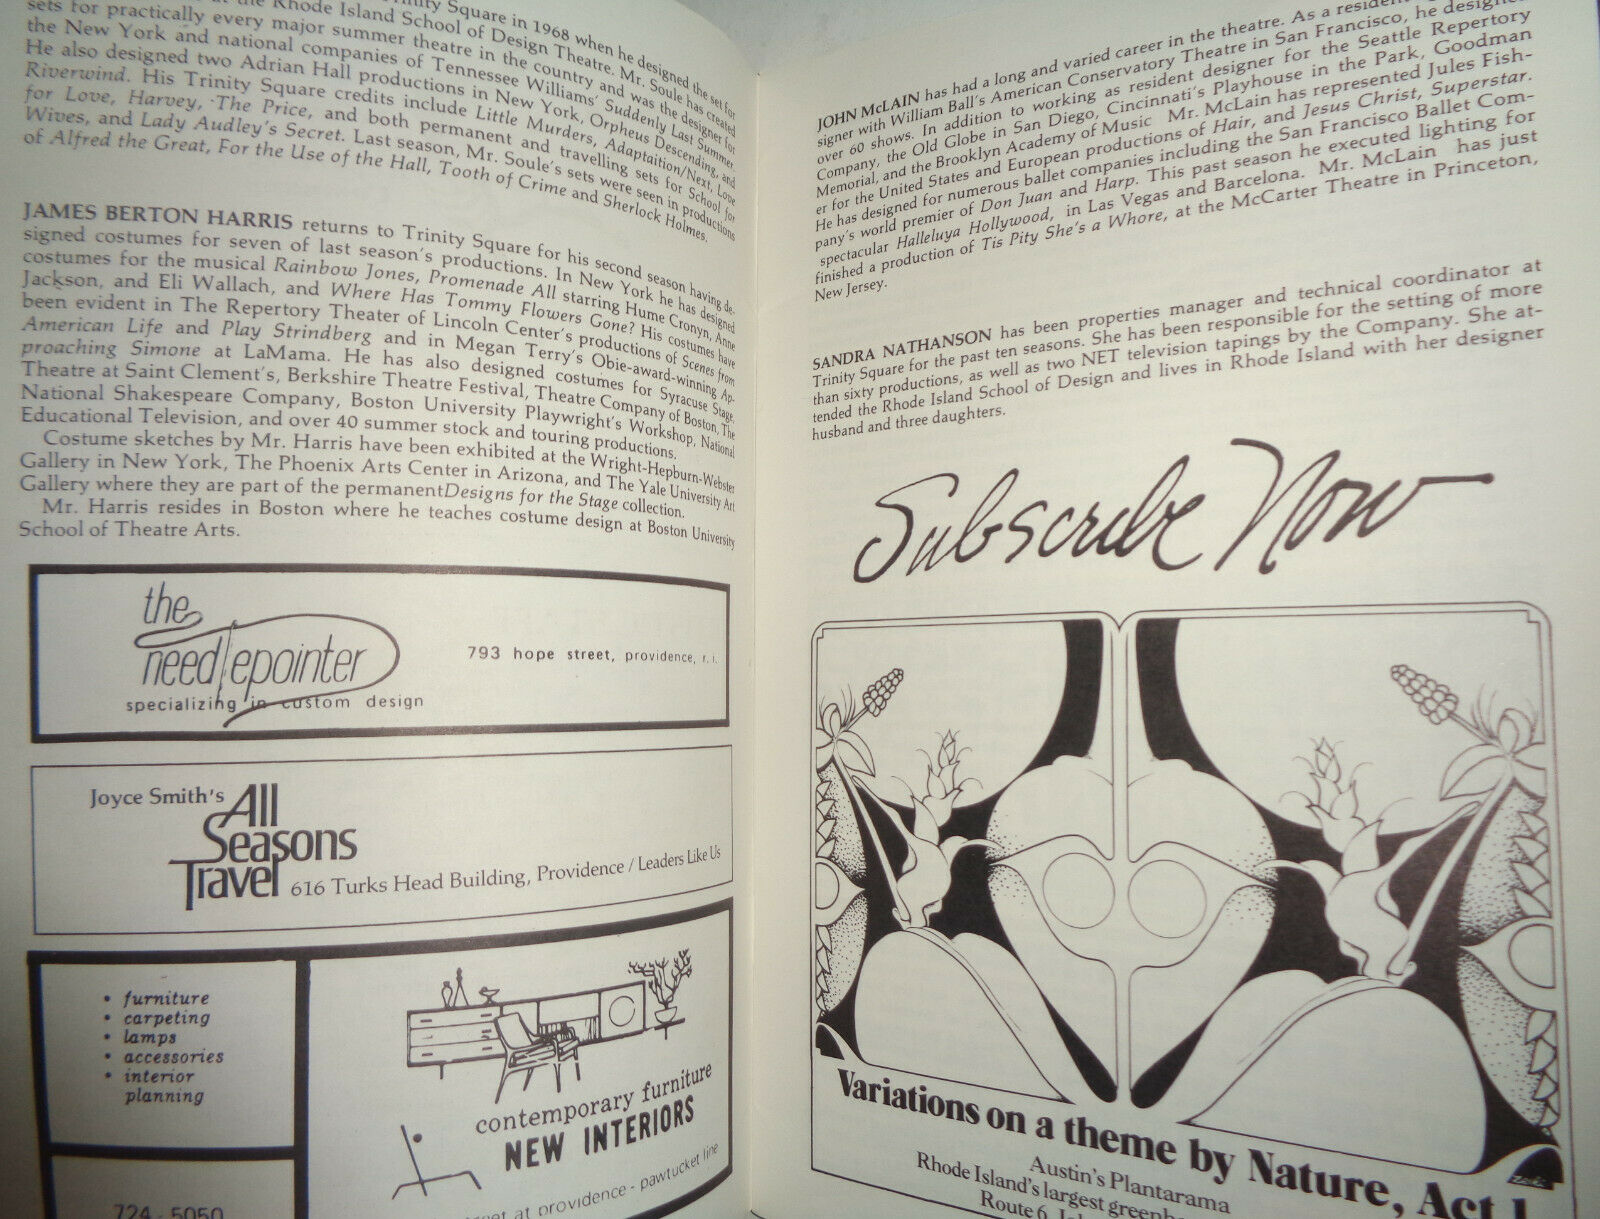 Trinity Square in 1968 when he designed the set for
at the Rhode Island School of Design Theatre. Mr. Soule has created
sets for practically every major summer theatre in the country and was the designer for
the New York and national companies of Tennessee Williams' Suddenly Last Summer.
He also designed two Adrian Hall productions in New York, Orpheus Descending, and
Riverwind. His Trinity Square credits include Little Murders, Adaptation/Next, Love
for Love, Harvey, The Price, and both permanent and travelling sets for School for
Wives, and Lady Audley's Secret. Last season, Mr. Soule's sets were seen in productions
of Alfred the Great, For the Use of the Hall, Tooth of Crime and Sherlock Holmes.
JAMES BERTON HARRIS returns to Trinity Square for his second season having de-
signed costumes for seven of last season's productions. In New York he has designed
costumes for the musical Rainbow Jones, Promenade All starring Hume Cronyn, Anne
Jackson, and Eli Wallach, and Where Has Tommy Flowers Gone? His costumes have
been evident in The Repertory Theater of Lincoln Center's productions of Scenes from
American Life and Play Strindberg and in Megan Terry's Obie-award-winning Ap-
proaching Simone at LaMama. He has also designed costumes for Syracuse Stage,
Theatre at Saint Clement's, Berkshire Theatre Festival, Theatre Company of Boston, The
National Shakespeare Company, Boston University Playwright's Workshop, National
Educational Television, and over 40 summer stock and touring productions.
Costume sketches by Mr. Harris have been exhibited at the Wright-Hepburn-Webster
Gallery in New York, The Phoenix Arts Center in Arizona, and The Yale University Art
Gallery where they are part of the permanentDesigns for the Stage collection.
Mr. Harris resides in Boston where he teaches costume design at Boston University
School of Theatre Arts.
the
needlepointer
specializing in custom design
793 hope street, providence, r.i.
Joyce Smith's All
Seasons
Travel
616 Turks Head Building, Providence / Leaders Like Us
• furniture
• carpeting
• lamps
• accessories
• interior
planning
724-5050
contemporary furniture
NEW INTERIORS
at providence - pawtucket line
JOHN McLAIN has had a long and varied career in the theatre. As a resident
signer with William Ball's American Conservatory Theatre in San Francisco, he designed
over 60 shows. In addition to working as resident designer for the Seattle Repertory
Company, the Old Globe in San Diego, Cincinnati's Playhouse in the Park, Goodman
Memorial, and the Brooklyn Academy of Music Mr. McLain has represented Jules Fish-
er for the United States and European productions of Hair, and Jesus Christ, Superstar.
He has designed for numerous ballet companies including the San Francisco Ballet Com-
pany's world premier of Don Juan and Harp. This past season he executed lighting for
spectacular Halleluya Hollywood, in Las Vegas and Barcelona. Mr. McLain has just
finished a production of Tis Pity She's a Whore, at the McCarter Theatre in Princeton,
New Jersey.
SANDRA NATHANSON has been properties manager and technical coordinator at
Trinity Square for the past ten seasons. She has been responsible for the setting of more
than sixty productions, as well as two NET television tapings by the Company. She at-
tended the Rhode Island School of Design and lives in Rhode Island with her designer
husband and three daughters.
Subscribe Now
Variations on a theme by Nature, Act 1
Austin's Plantarama
Rhode Island's largest
Route 6,